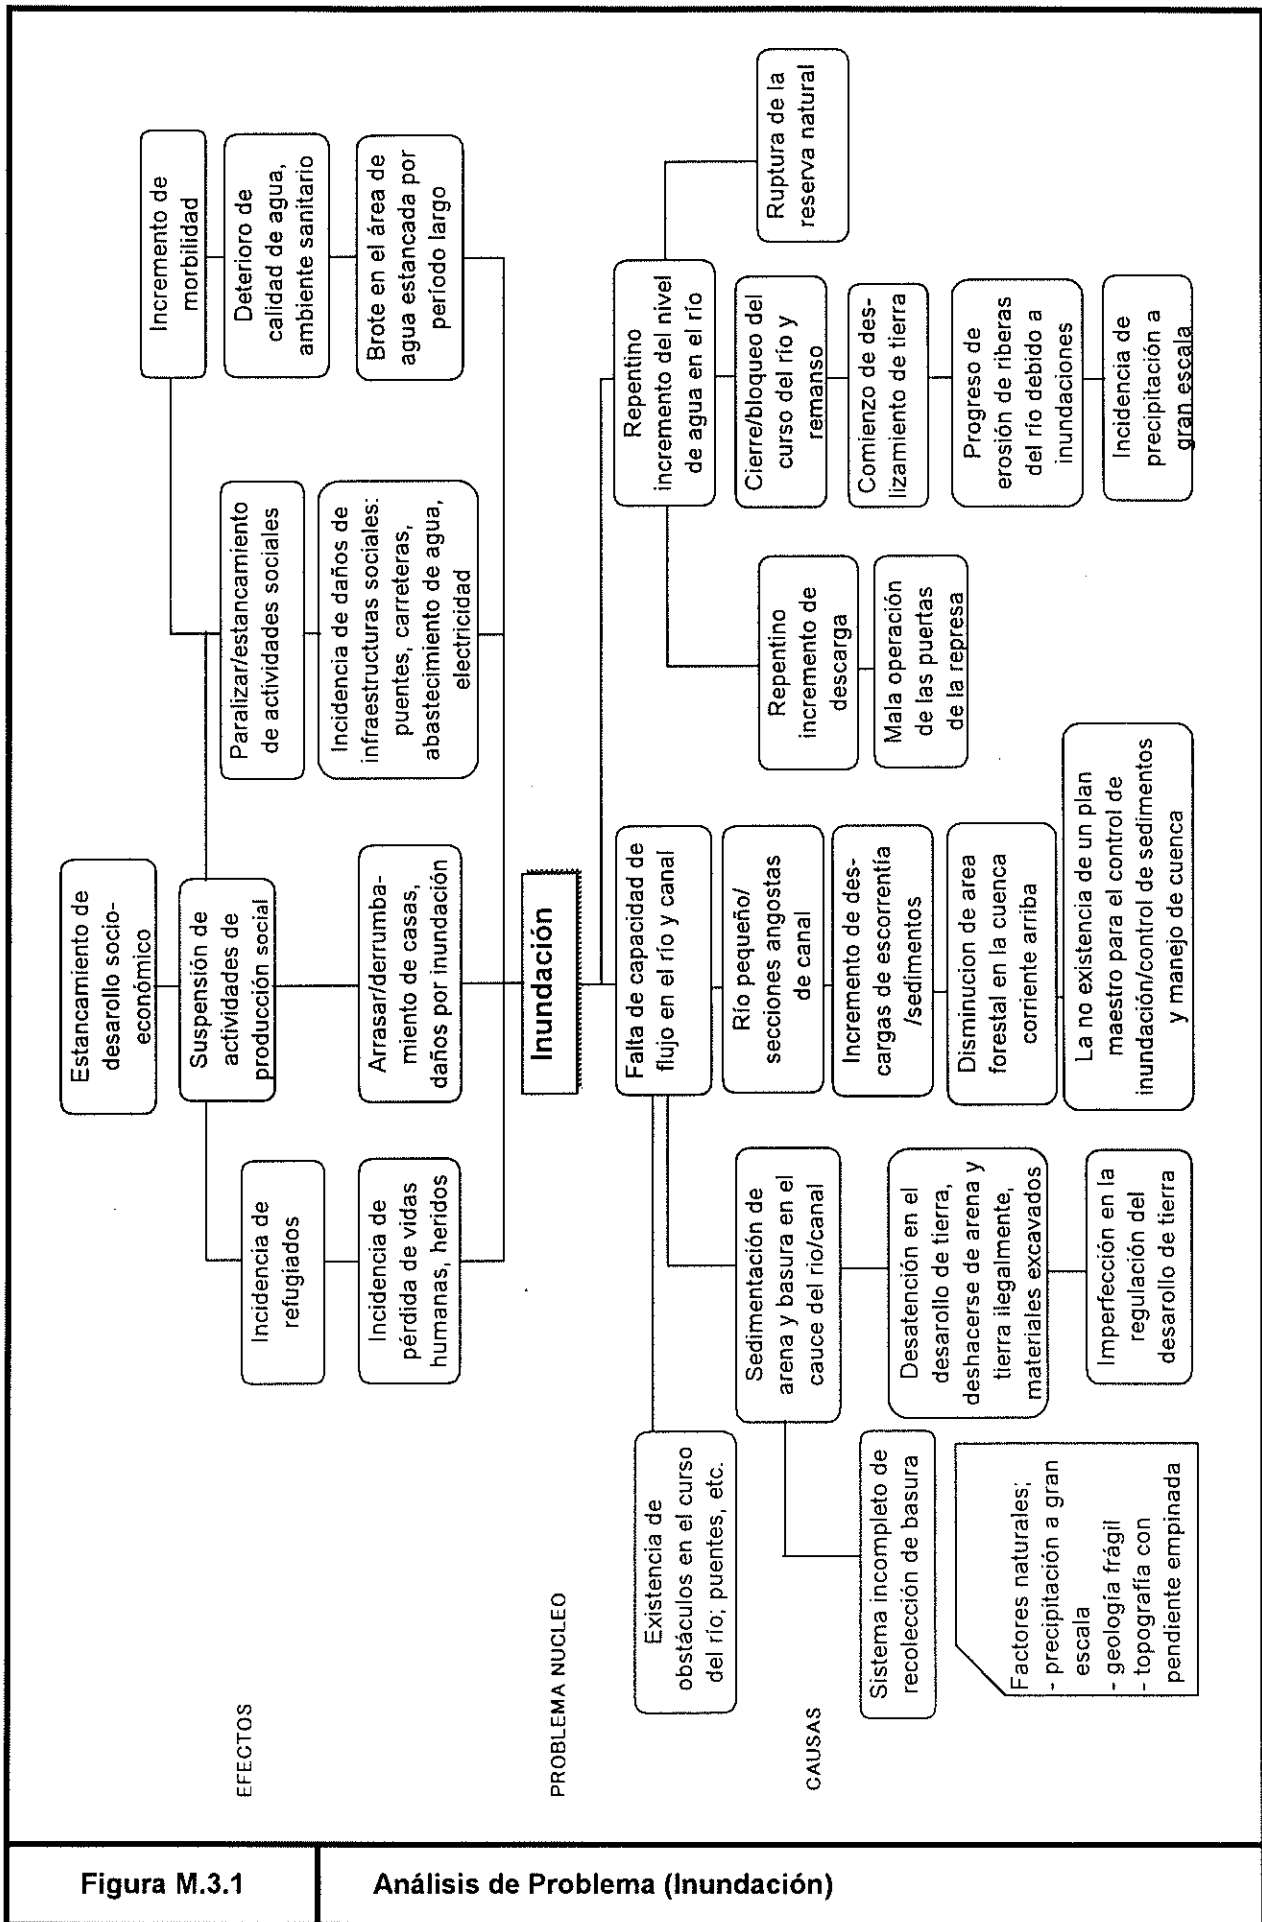 EFECTOS
Estancamiento de
desarollo socio-
económico
Suspensión de
actividades de
producción social
Incidencia de
refugiados
Incidencia de
pérdida de vidas
humanas, heridos
Arrasar/derrumba-
miento de casas,
daños por inundación
Paralizar/estancamiento
de actividades sociales
Incidencia de daños de
infraestructuras sociales:
puentes, carreteras,
abastecimiento de agua,
electricidad
Incremento de
morbilidad
Deterioro de
calidad de agua,
ambiente sanitario
Brote en el área de
agua estancada por
período largo
PROBLEMA NUCLEO
Inundación
CAUSAS
Existencia de
obstáculos en el curso
del río; puentes, etc.
Falta de capacidad de
flujo en el río y canal
Sedimentación de
arena y basura en el
cauce del rio/canal
Sistema incompleto de
recolección de basura
Desatención en el
desarollo de tierra,
deshacerse de arena y
tierra ilegalmente,
materiales excavados
Imperfección en la
regulación del
desarollo de tierra
Factores naturales;
- precipitación a gran
escala
- geología frágil
- topografía con
pendiente empinada
Río pequeño/
secciones angostas
de canal
Incremento de des-
cargas de escorrentía
/sedimentos
Disminucion de area
forestal en la cuenca
corriente arriba
La no existencia de un plan
maestro para el control de
inundación/control de sedimentos
y manejo de cuenca
Repentino
incremento del nivel
de agua en el río
Repentino
incremento de
descarga
Mala operación
de las puertas
de la represa
Cierre/bloqueo del
curso del río y
remanso
Comienzo de des-
lizamiento de tierra
Progreso de
erosión de riberas
del río debido a
inundaciones
Incidencia de
precipitación a
gran escala
Ruptura de la
reserva natural
Figura M.3.1
Análisis de Problema (Inundación)